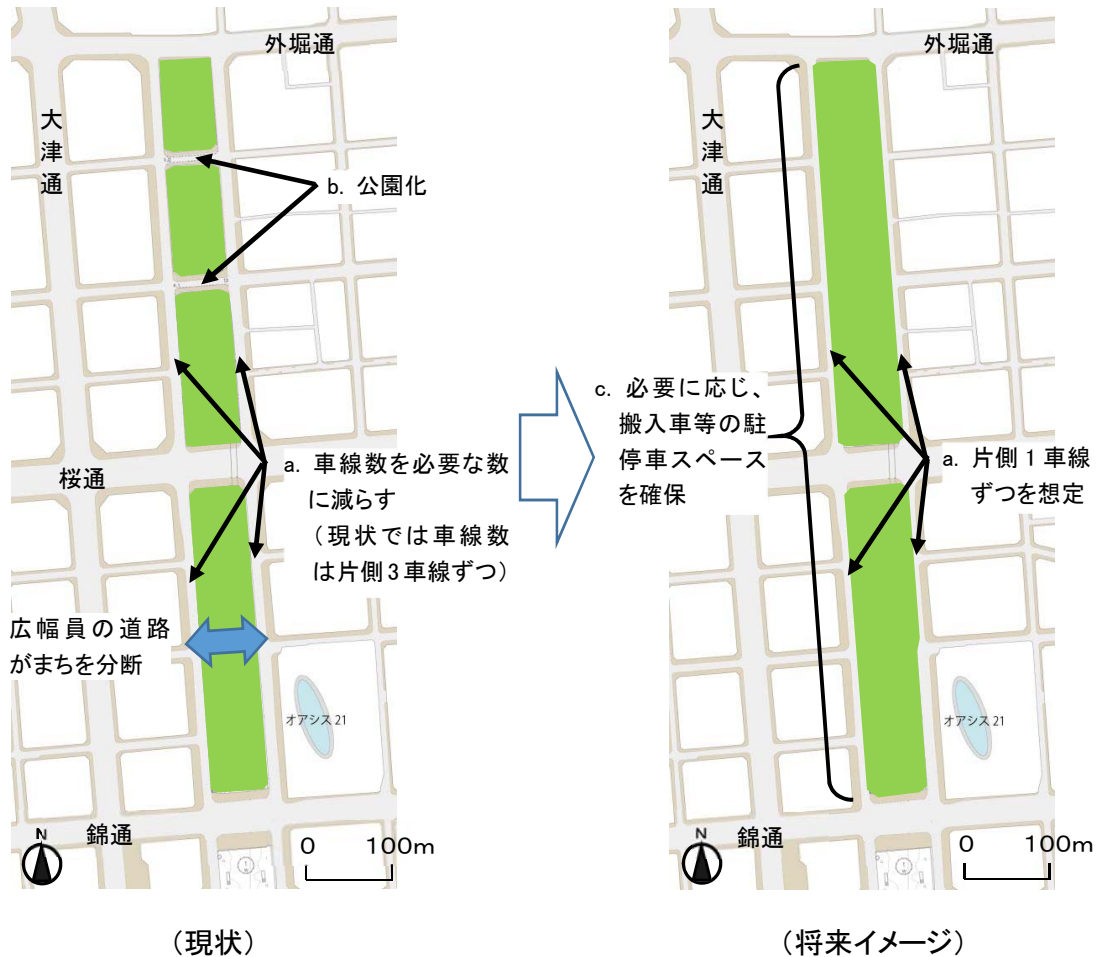 外堀通
大津通
b. 公園化
桜通
a. 車線数を必要な数
に減らす
（現状では車線数
は片側3車線ずつ）
広幅員の道路
がまちを分断
オアシス21
N
錦通
0 100m
（現状）
外堀通
大津通
c. 必要に応じ、
搬入車等の駐
停車スペース
を確保
a. 片側1車線
ずつを想定
オアシス21
N
錦通
0 100m
（将来イメージ）